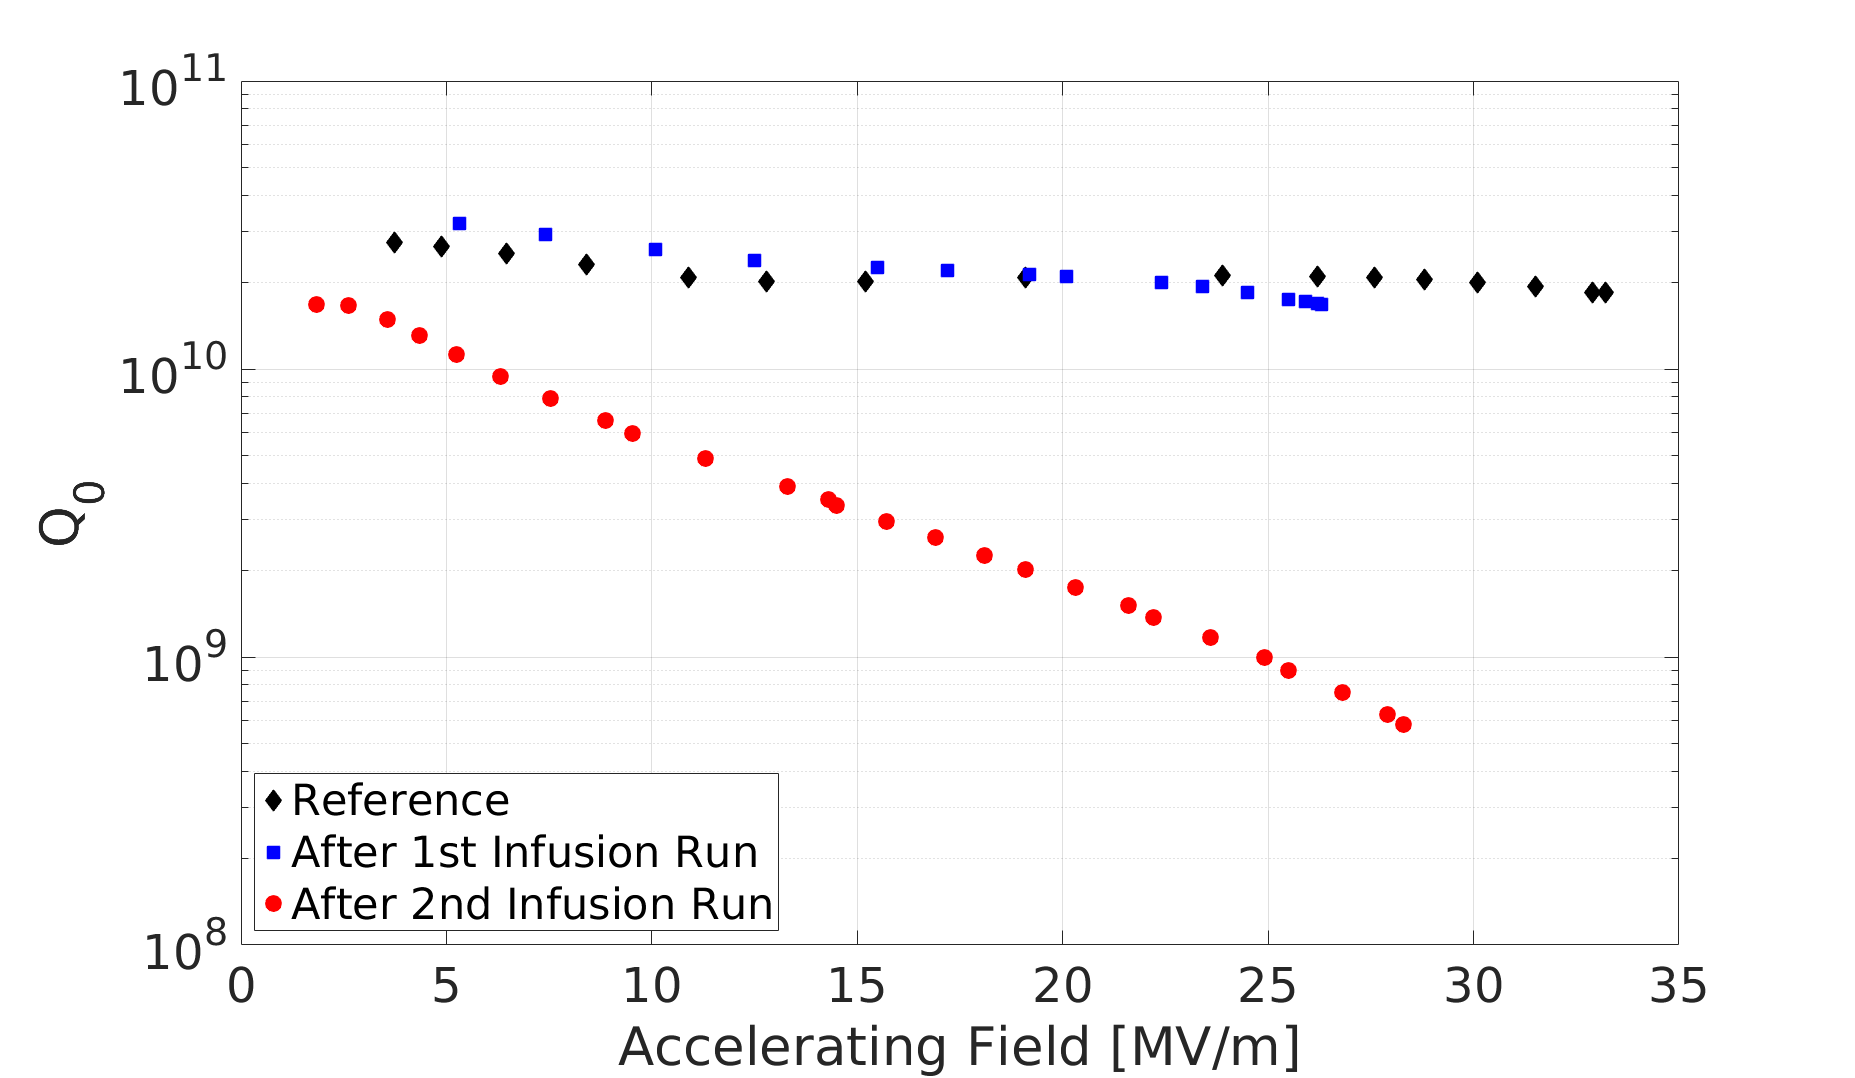 10^11
10^10
10^9
10^8
Q_0
0 5 10 15 20 25 30 35
Accelerating Field [MV/m]
Reference
After 1st Infusion Run
After 2nd Infusion Run